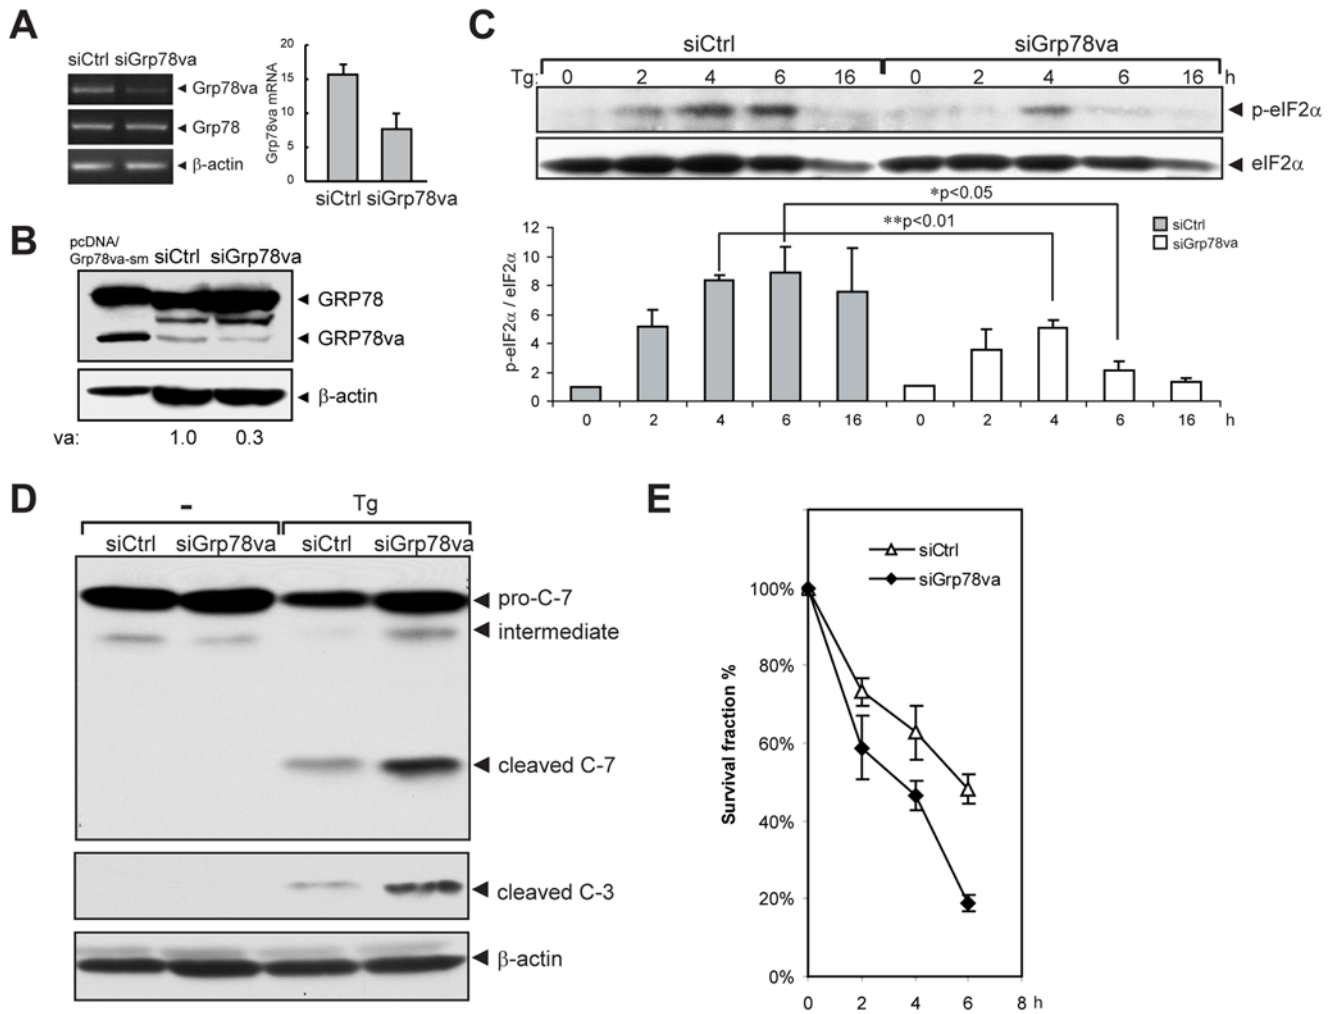 A
siCtrl siGrp78va
◄ Grp78va
◄ Grp78
◄ β-actin
Grp78va mRNA
20
15
10
5
0
siCtrl siGrp78va
B
pcDNA/
Grp78va-sm siCtrl siGrp78va
◄ GRP78
◄ GRP78va
◄ β-actin
va: 1.0 0.3
C
siCtrl siGrp78va
Tg: 0 2 4 6 16 0 2 4 6 16 h
◄ p-eIF2α
◄ eIF2α
*p<0.05
**p<0.01
siCtrl
siGrp78va
p-eIF2α / eIF2α
12
10
8
6
4
2
0
0 2 4 6 16 0 2 4 6 16 h
D
- Tg
siCtrl siGrp78va siCtrl siGrp78va
◄ pro-C-7
◄ intermediate
◄ cleaved C-7
◄ cleaved C-3
◄ β-actin
E
siCtrl
siGrp78va
Survival fraction %
100%
80%
60%
40%
20%
0%
0 2 4 6 8 h